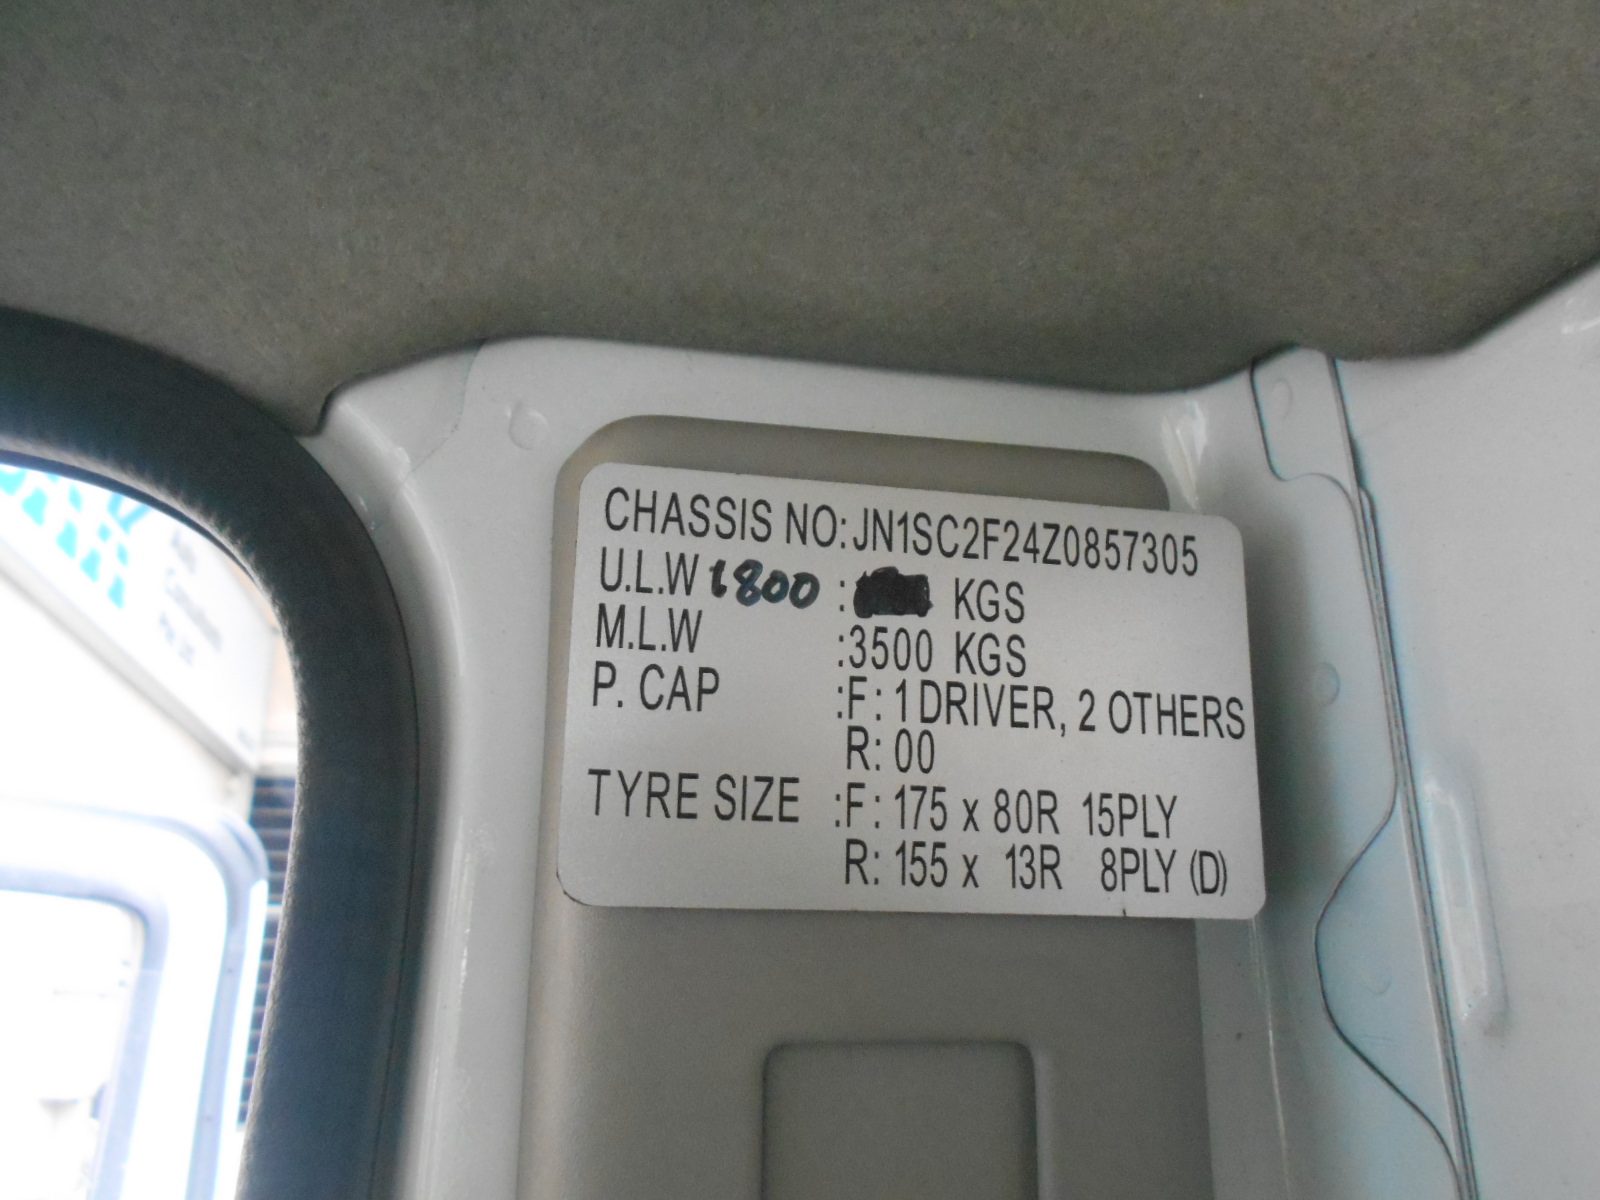 CHASSIS NO: JN1SC2F24Z0857305
U.L.W 1800 : KGS
M.L.W :3500 KGS
P. CAP :F: 1 DRIVER, 2 OTHERS
R: 00
TYRE SIZE :F: 175 x 80R 15PLY
R: 155 x 13R 8PLY (D)